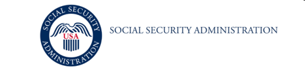 SOCIAL SECURITY
USA
ADMINISTRATION
SOCIAL SECURITY ADMINISTRATION